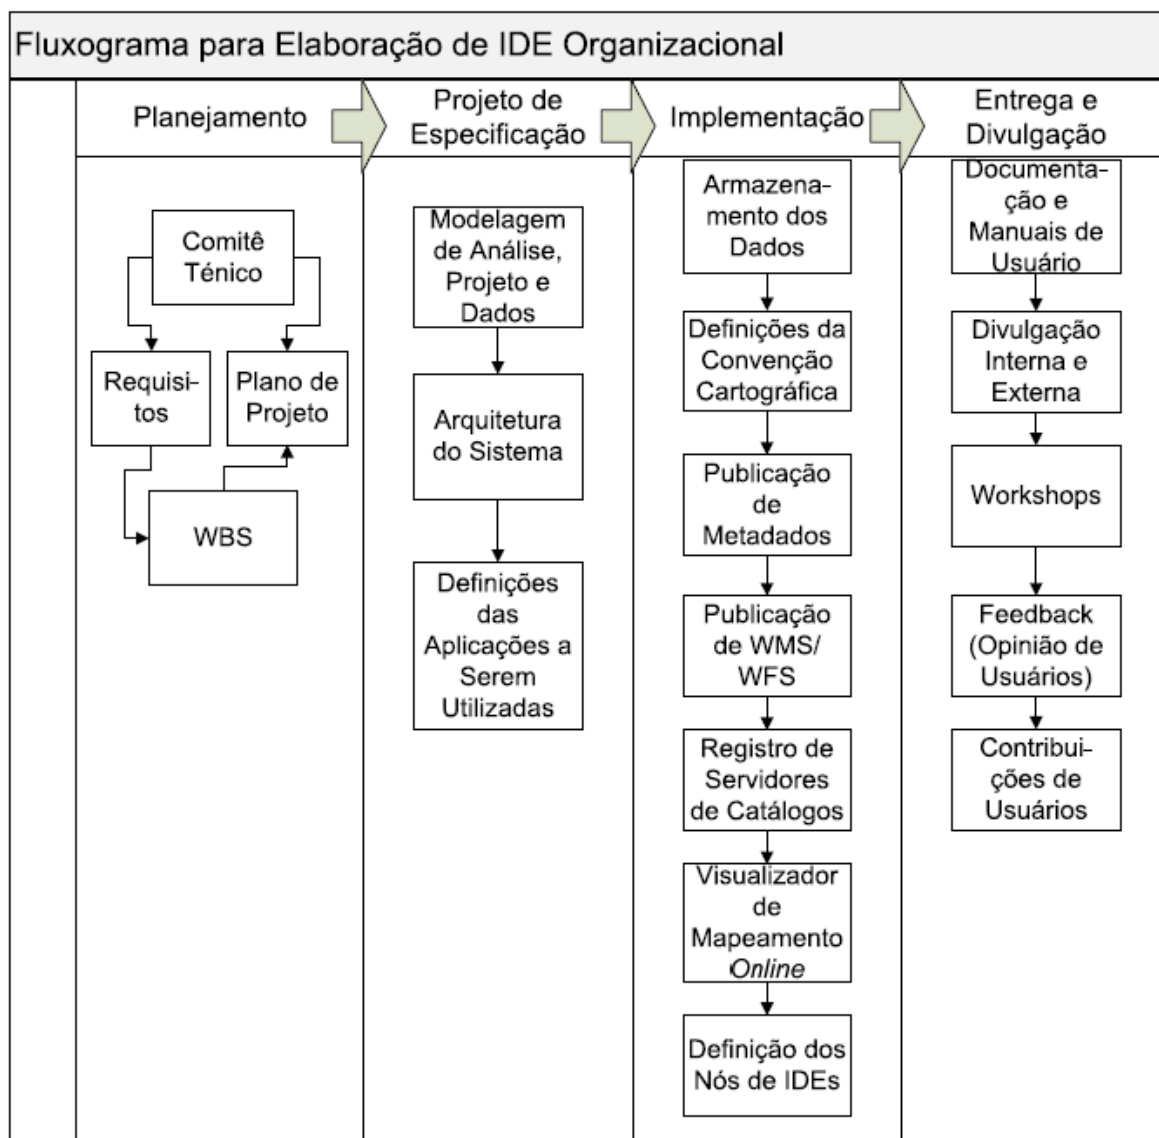 Fluxograma para Elaboração de IDE Organizacional
Planejamento
Projeto de
Especificação
Implementação
Entrega e
Divulgação
Comitê
Ténico
Requisi-
tos
Plano de
Projeto
WBS
Modelagem
de Análise,
Projeto e
Dados
Arquitetura
do Sistema
Definições
das
Aplicações a
Serem
Utilizadas
Armazena-
mento dos
Dados
Definições da
Convenção
Cartográfica
Publicação
de
Metadados
Publicação
de WMS/
WFS
Registro de
Servidores
de Catálogos
Visualizador
de
Mapeamento
Online
Definição dos
Nós de IDEs
Documenta-
ção e
Manuais de
Usuário
Divulgação
Interna e
Externa
Workshops
Feedback
(Opinião de
Usuários)
Contribui-
ções de
Usuários